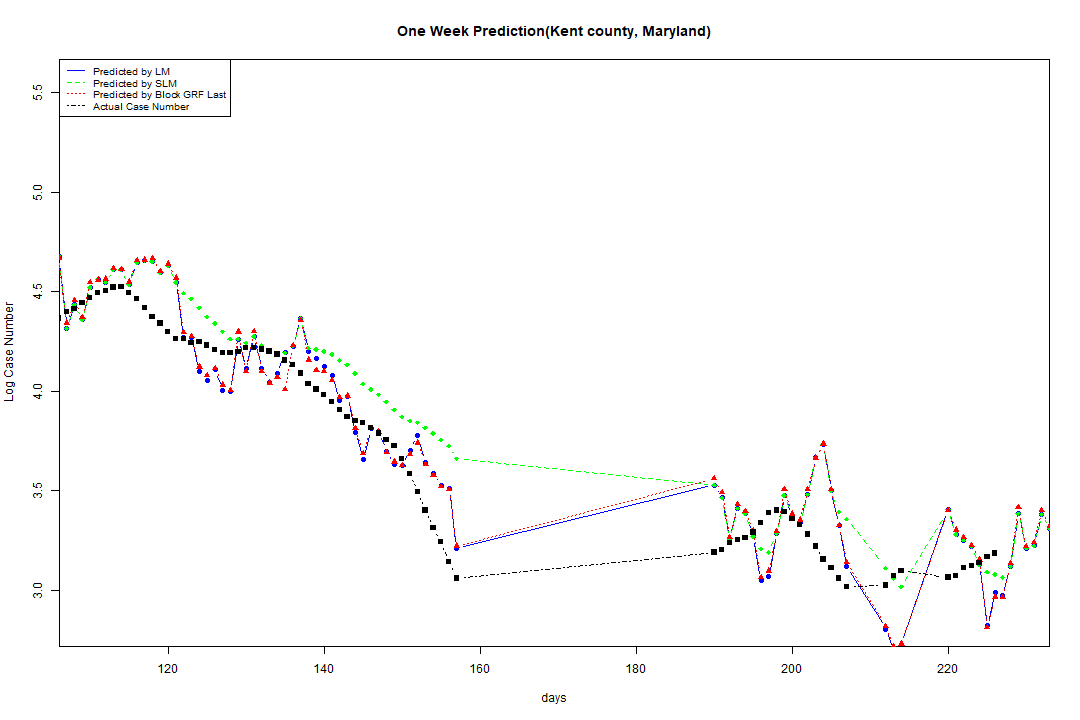 One Week Prediction(Kent county, Maryland)
Predicted by LM
Predicted by SLM
Predicted by Block GRF Last
Actual Case Number
5.5
5.0
4.5
4.0
3.5
3.0
Log Case Number
120 140 160 180 200 220
days